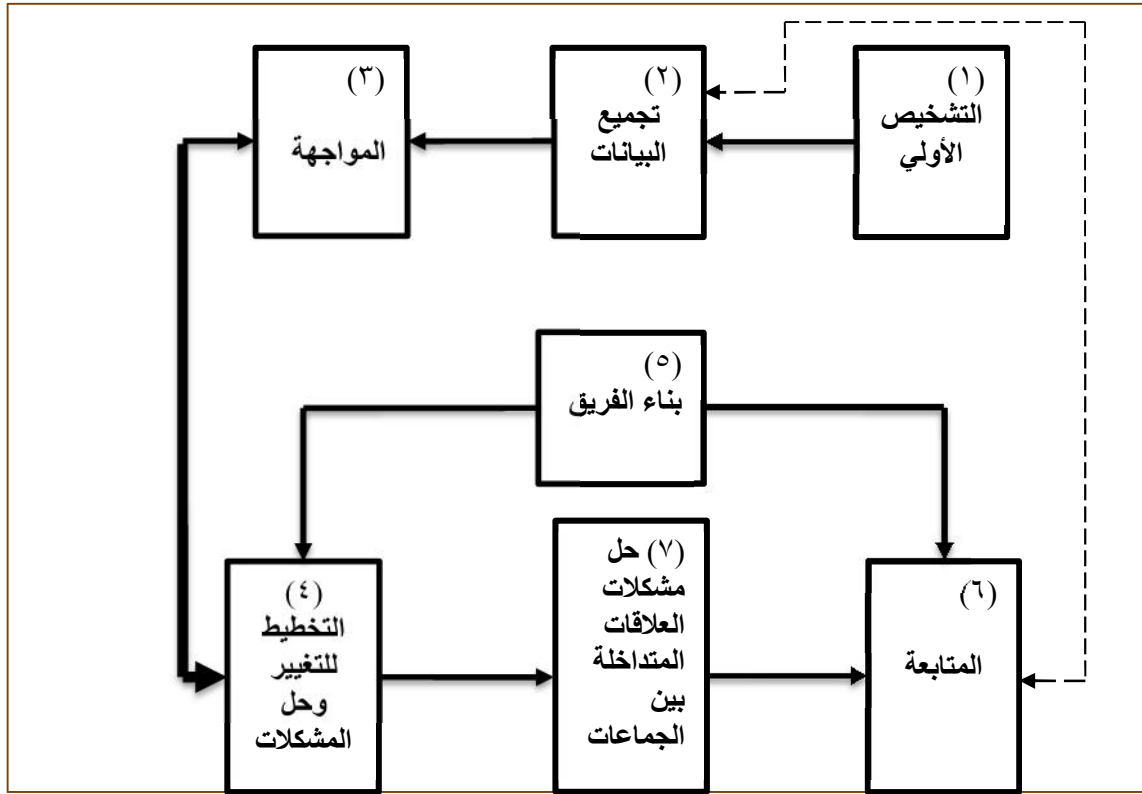 (١)
التشخيص
الأولي
(٢)
تجميع
البيانات
(٣)
المواجهة
(٥)
بناء الفريق
(٤)
التخطيط
للتغيير
وحل
المشكلات
(٧) حل
مشكلات
العلاقات
المتداخلة
بين
الجماعات
(٦)
المتابعة